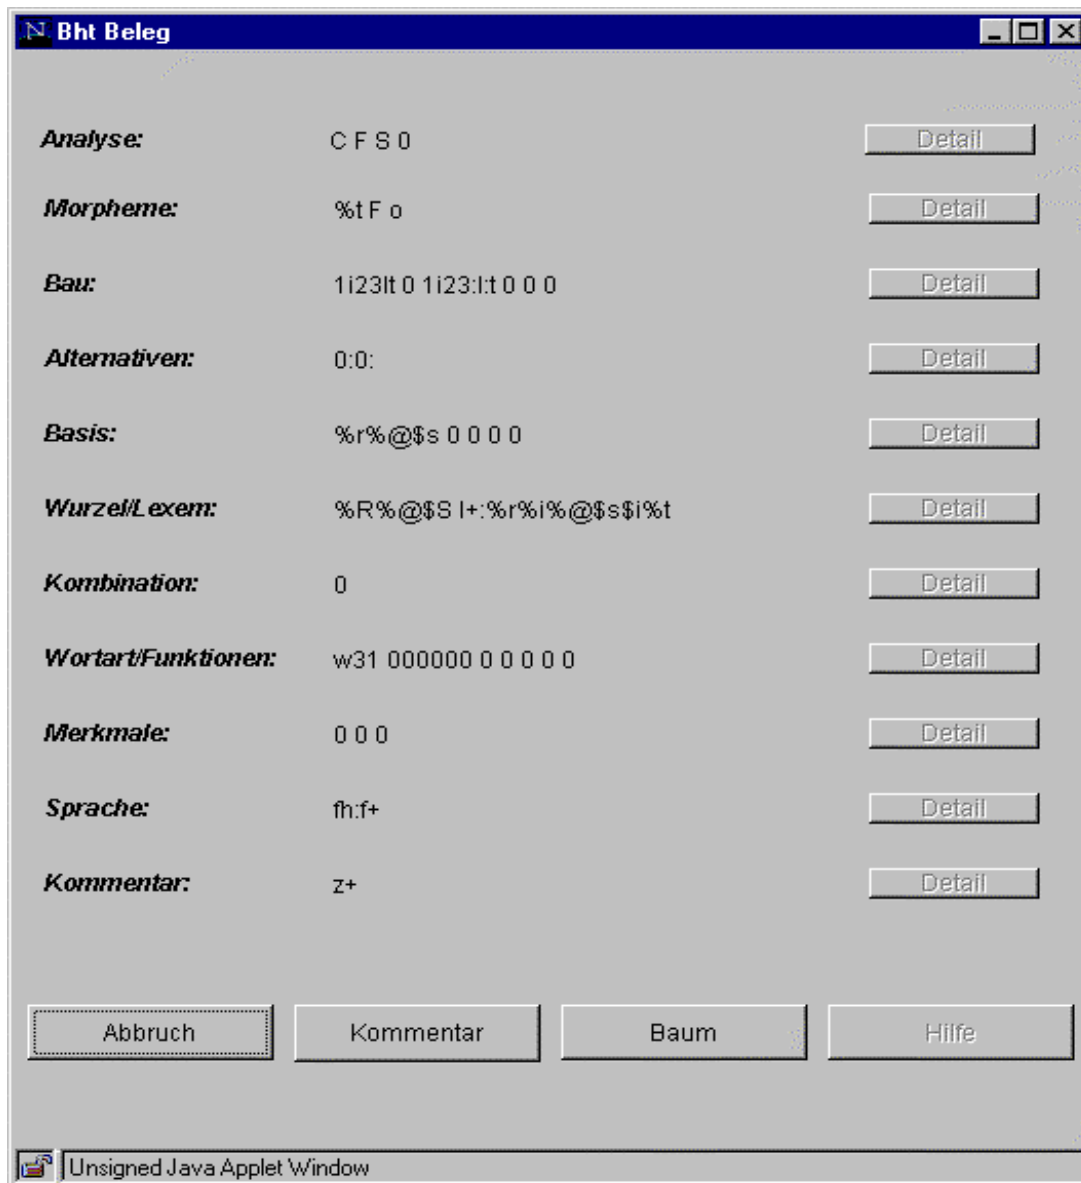 Bht Beleg
Analyse: C F S 0 Detail
Morpheme: %t F o Detail
Bau: 1i23lt 0 1i23:l:t 0 0 0 Detail
Alternativen: 0:0: Detail
Basis: %r%@$s 0 0 0 0 Detail
Wurzel/Lexem: %R%@$S I+:%r%i%@$s$i%t Detail
Kombination: 0 Detail
Wortart/Funktionen: w31 000000 0 0 0 0 0 Detail
Merkmale: 0 0 0 Detail
Sprache: fh:f+ Detail
Kommentar: z+ Detail
Abbruch Kommentar Baum Hilfe
Unsigned Java Applet Window